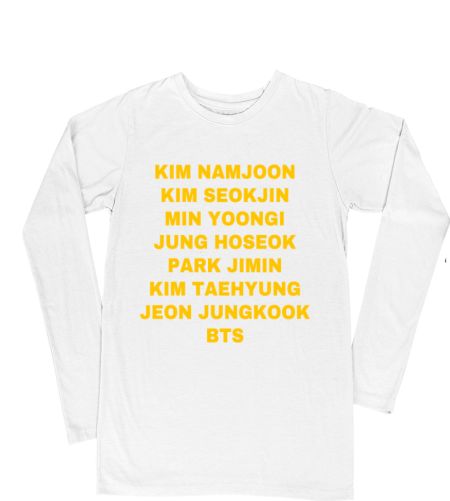 KIM NAMJOON
KIM SEOKJIN
MIN YOONGI
JUNG HOSEOK
PARK JIMIN
KIM TAEHYUNG
JEON JUNGKOOK
BTS